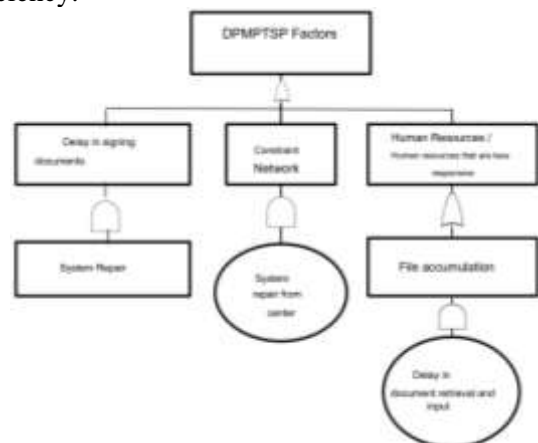 ciency.
DPMPTSP Factors
Delay in signing
documents
Constraint
Network
Human Resources /
Human resources that are less
responsive
System Repair
System
repair from
center
File accumulation
Delay in
document retrieval and
input